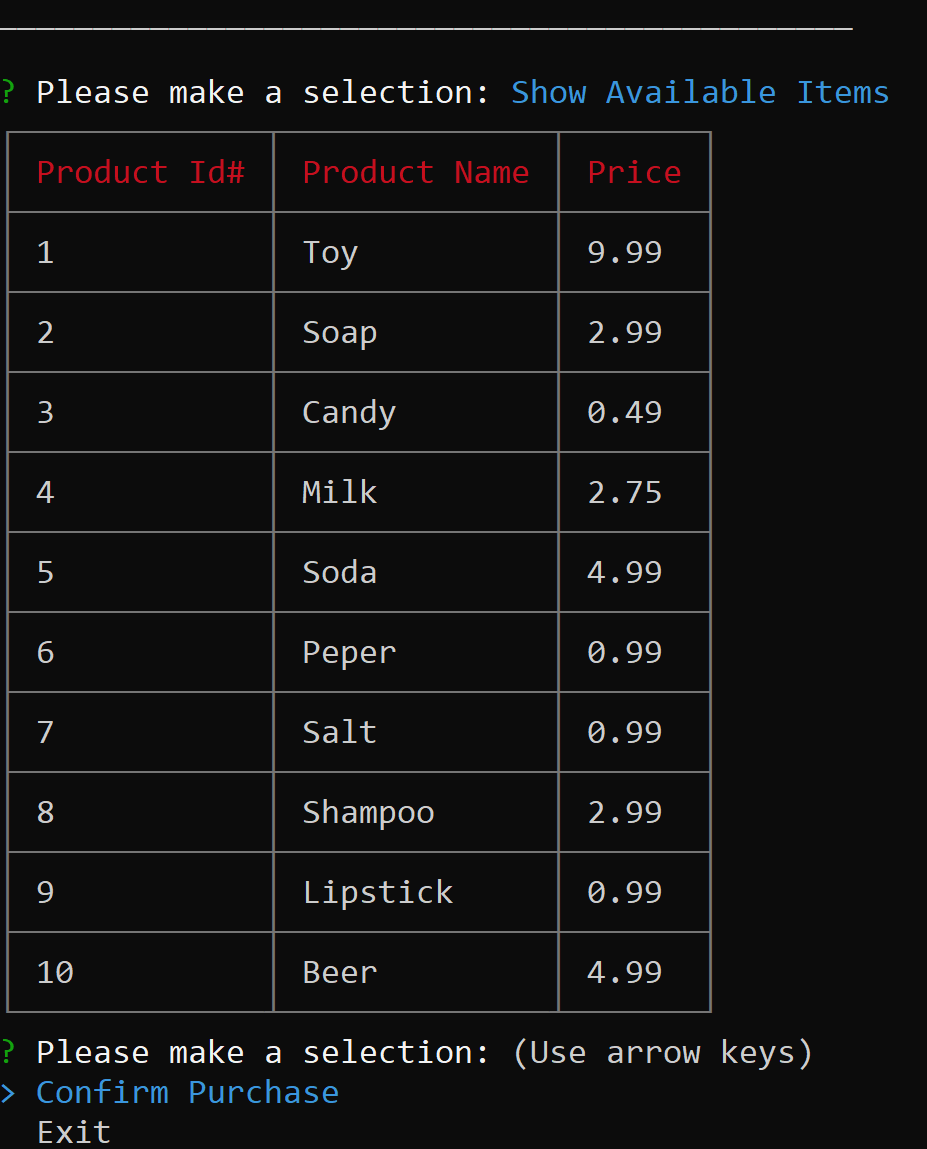 ? Please make a selection: Show Available Items
Product Id# Product Name Price
1 Toy 9.99
2 Soap 2.99
3 Candy 0.49
4 Milk 2.75
5 Soda 4.99
6 Peper 0.99
7 Salt 0.99
8 Shampoo 2.99
9 Lipstick 0.99
10 Beer 4.99
? Please make a selection: (Use arrow keys)
> Confirm Purchase
Exit